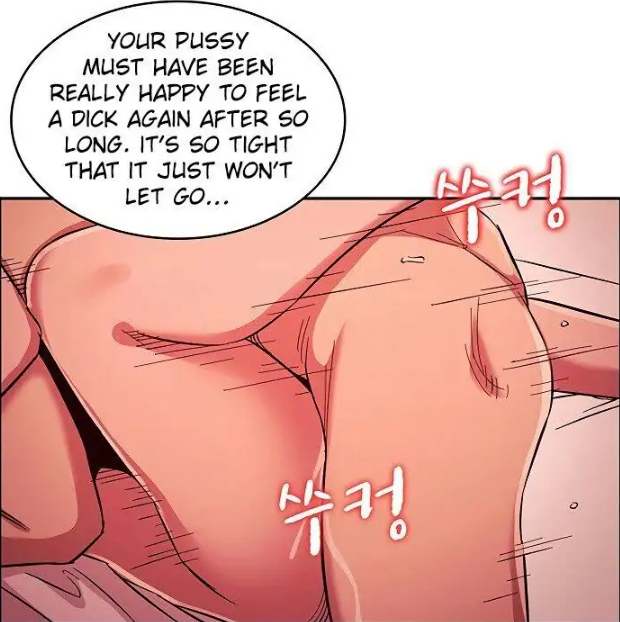 YOUR PUSSY
MUST HAVE BEEN
REALLY HAPPY TO FEEL
A DICK AGAIN AFTER SO
LONG. IT'S SO TIGHT
THAT IT JUST WON'T
LET GO...
쑤컹
쑤컹